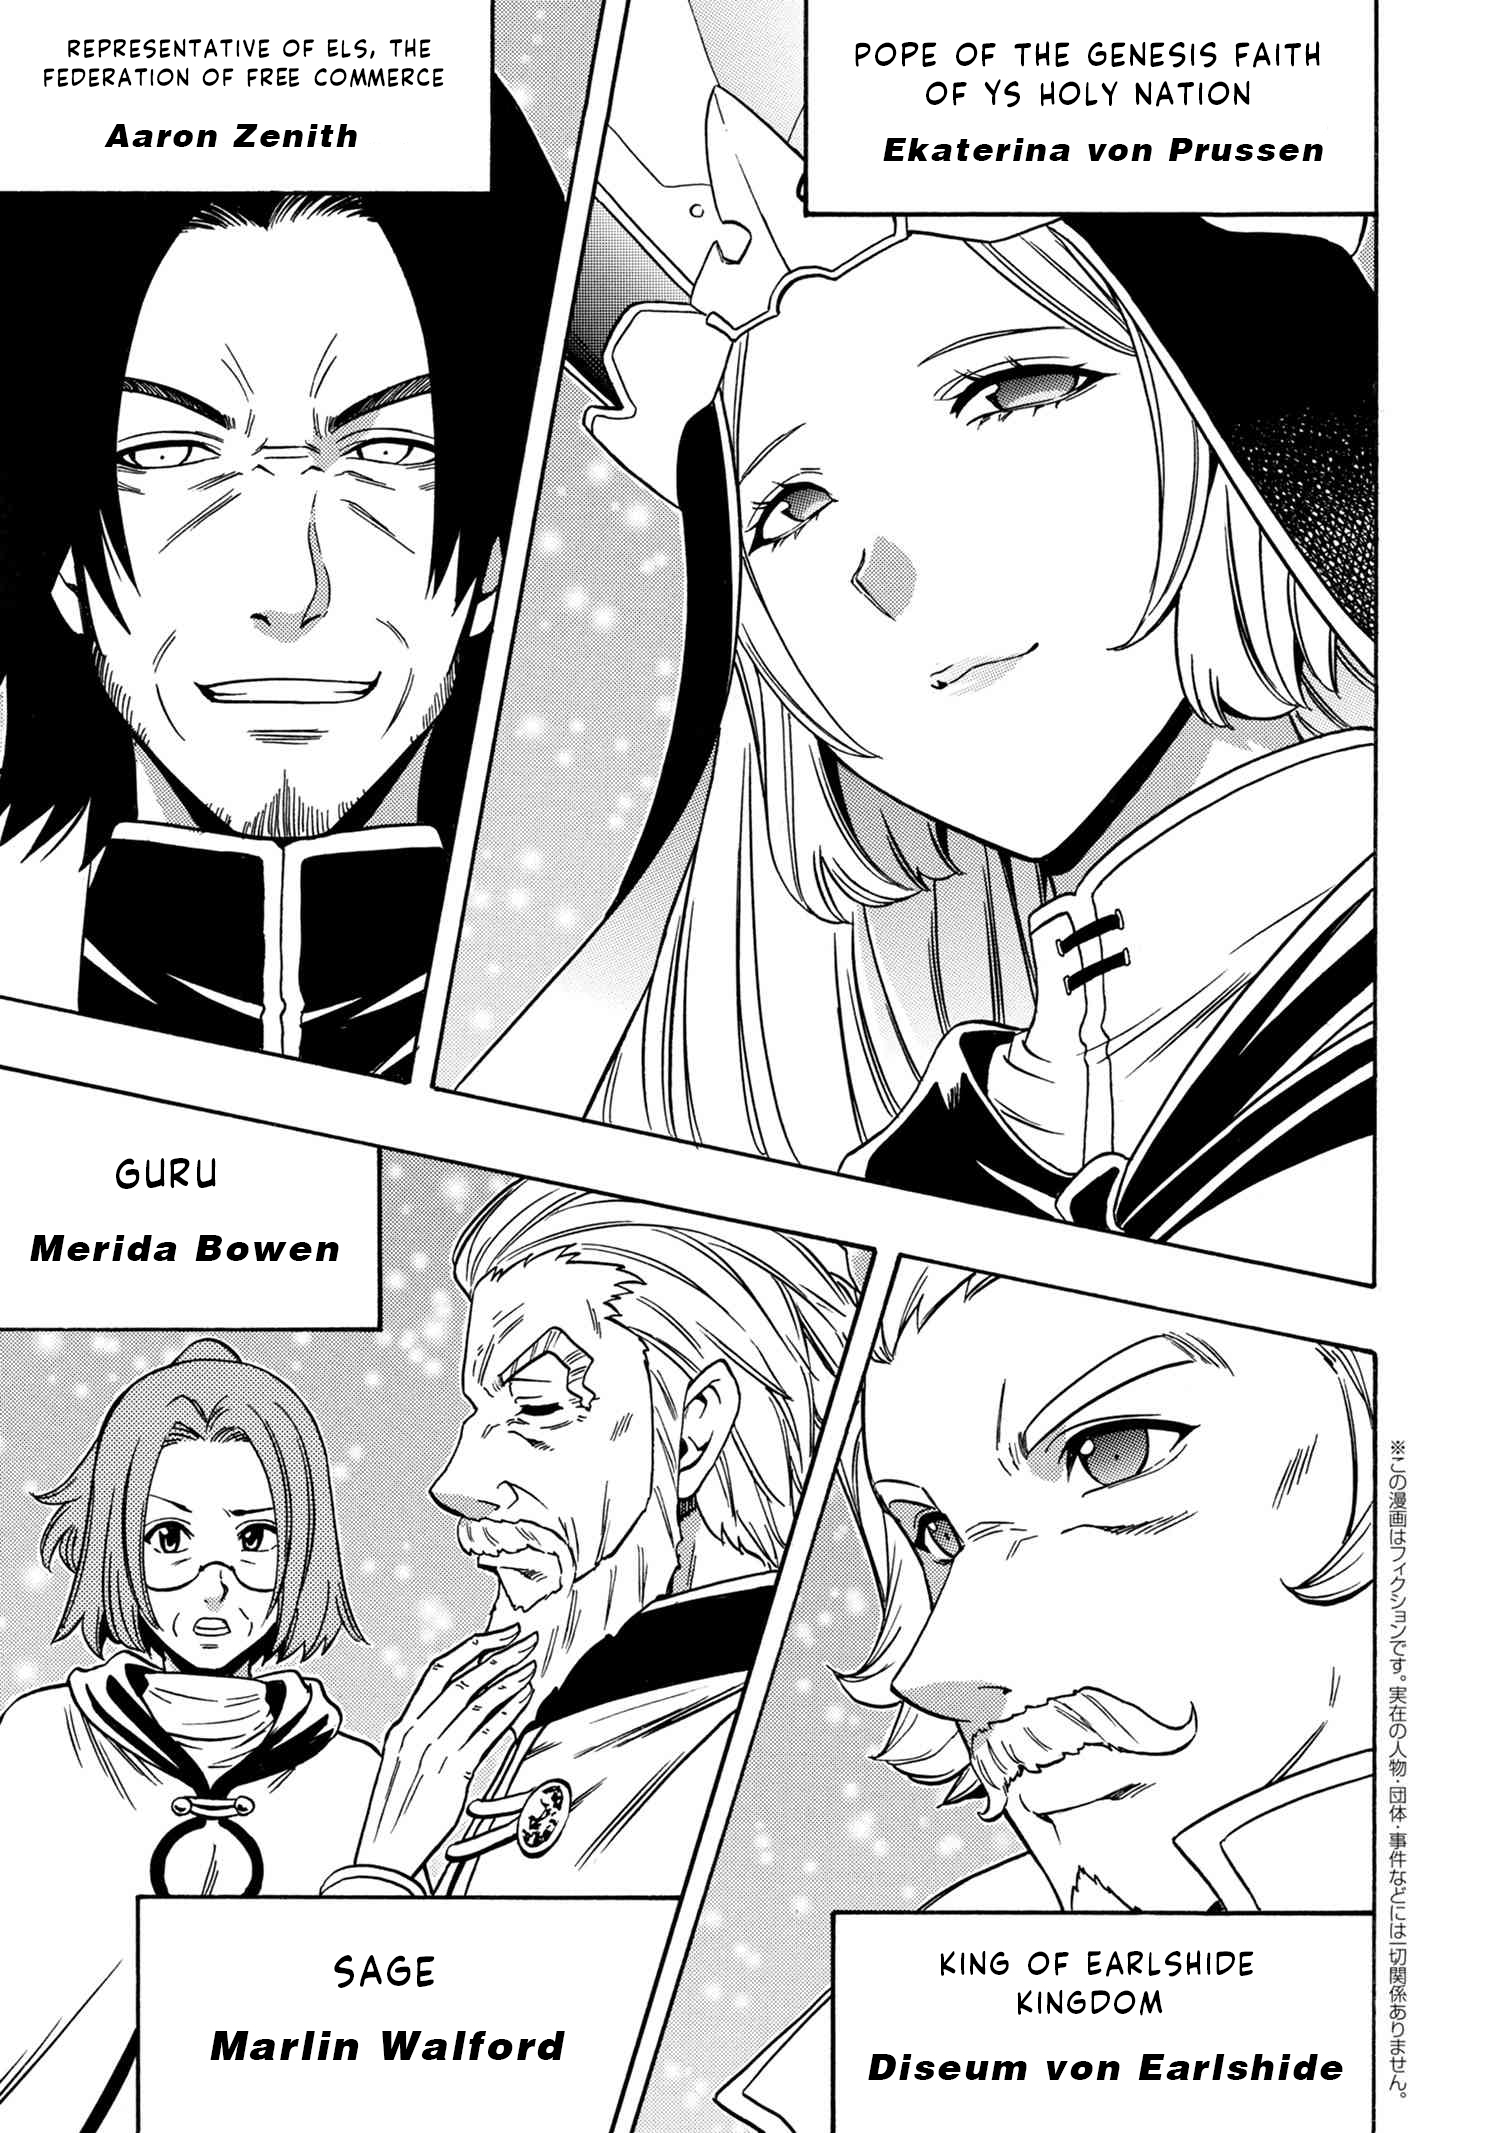 POPE OF THE GENESIS FAITH
OF YS HOLY NATION
Ekaterina von Prussen
REPRESENTATIVE OF ELS, THE
FEDERATION OF FREE COMMERCE
Aaron Zenith
KING OF EARLSHIDE
KINGDOM
Diseum von Earlshide
GURU
Merida Bowen
SAGE
Marlin Walford
※この漫画はフィクションです。実在の人物・団体・事件などには一切関係ありません。